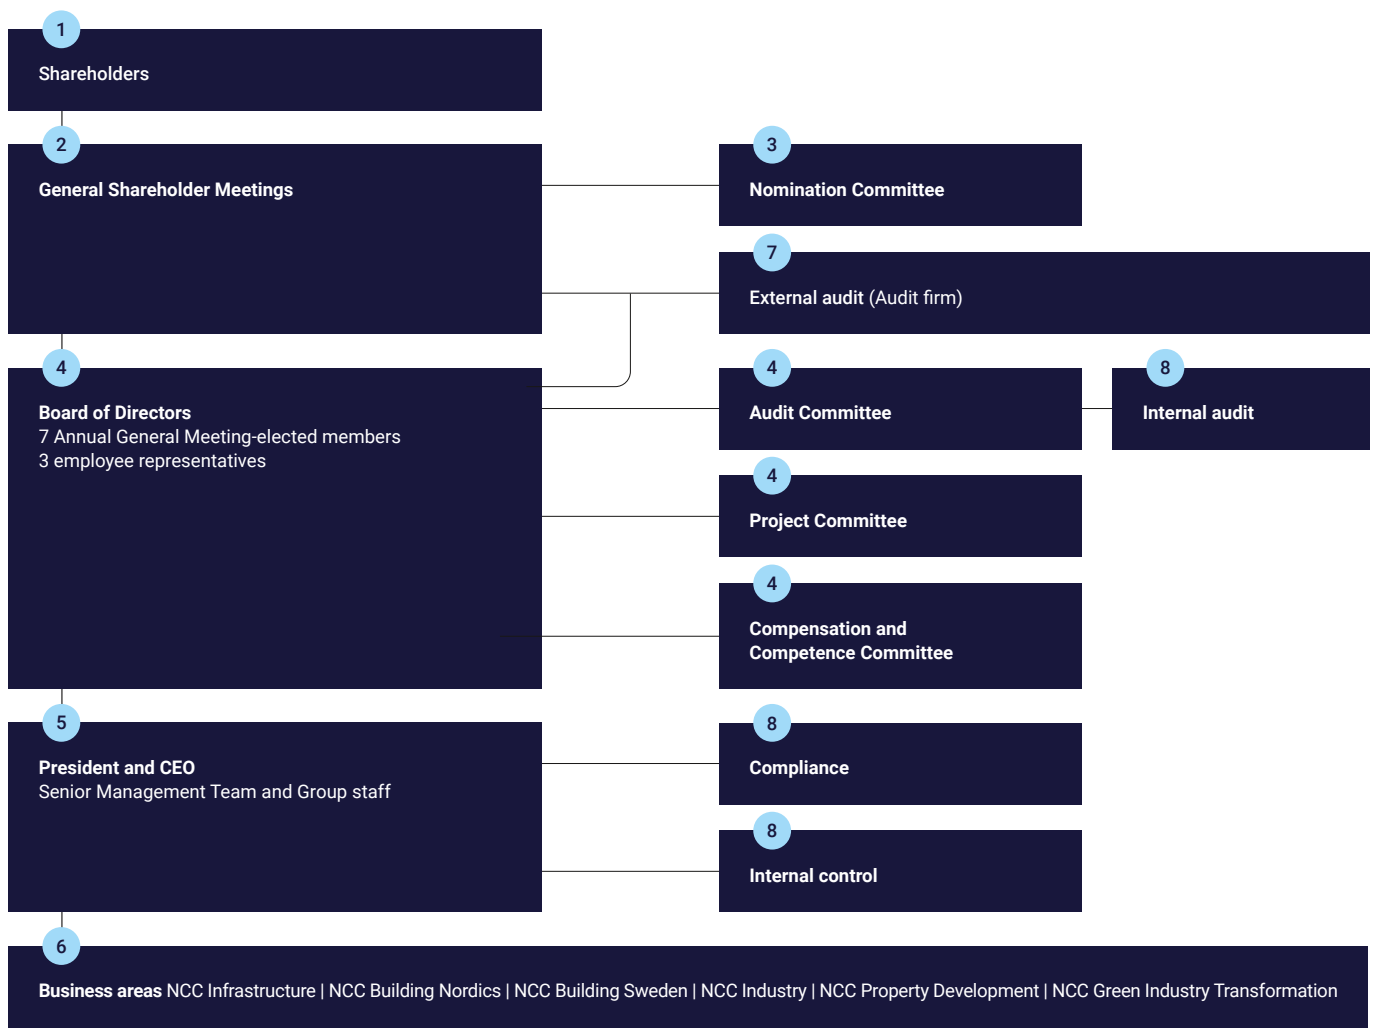 1
Shareholders
2
General Shareholder Meetings
3
Nomination Committee
7
External audit (Audit firm)
4
Board of Directors
7 Annual General Meeting-elected members
3 employee representatives
4
Audit Committee
8
Internal audit
4
Project Committee
4
Compensation and
Competence Committee
5
President and CEO
Senior Management Team and Group staff
8
Compliance
8
Internal control
6
Business areas NCC Infrastructure | NCC Building Nordics | NCC Building Sweden | NCC Industry | NCC Property Development | NCC Green Industry Transformation